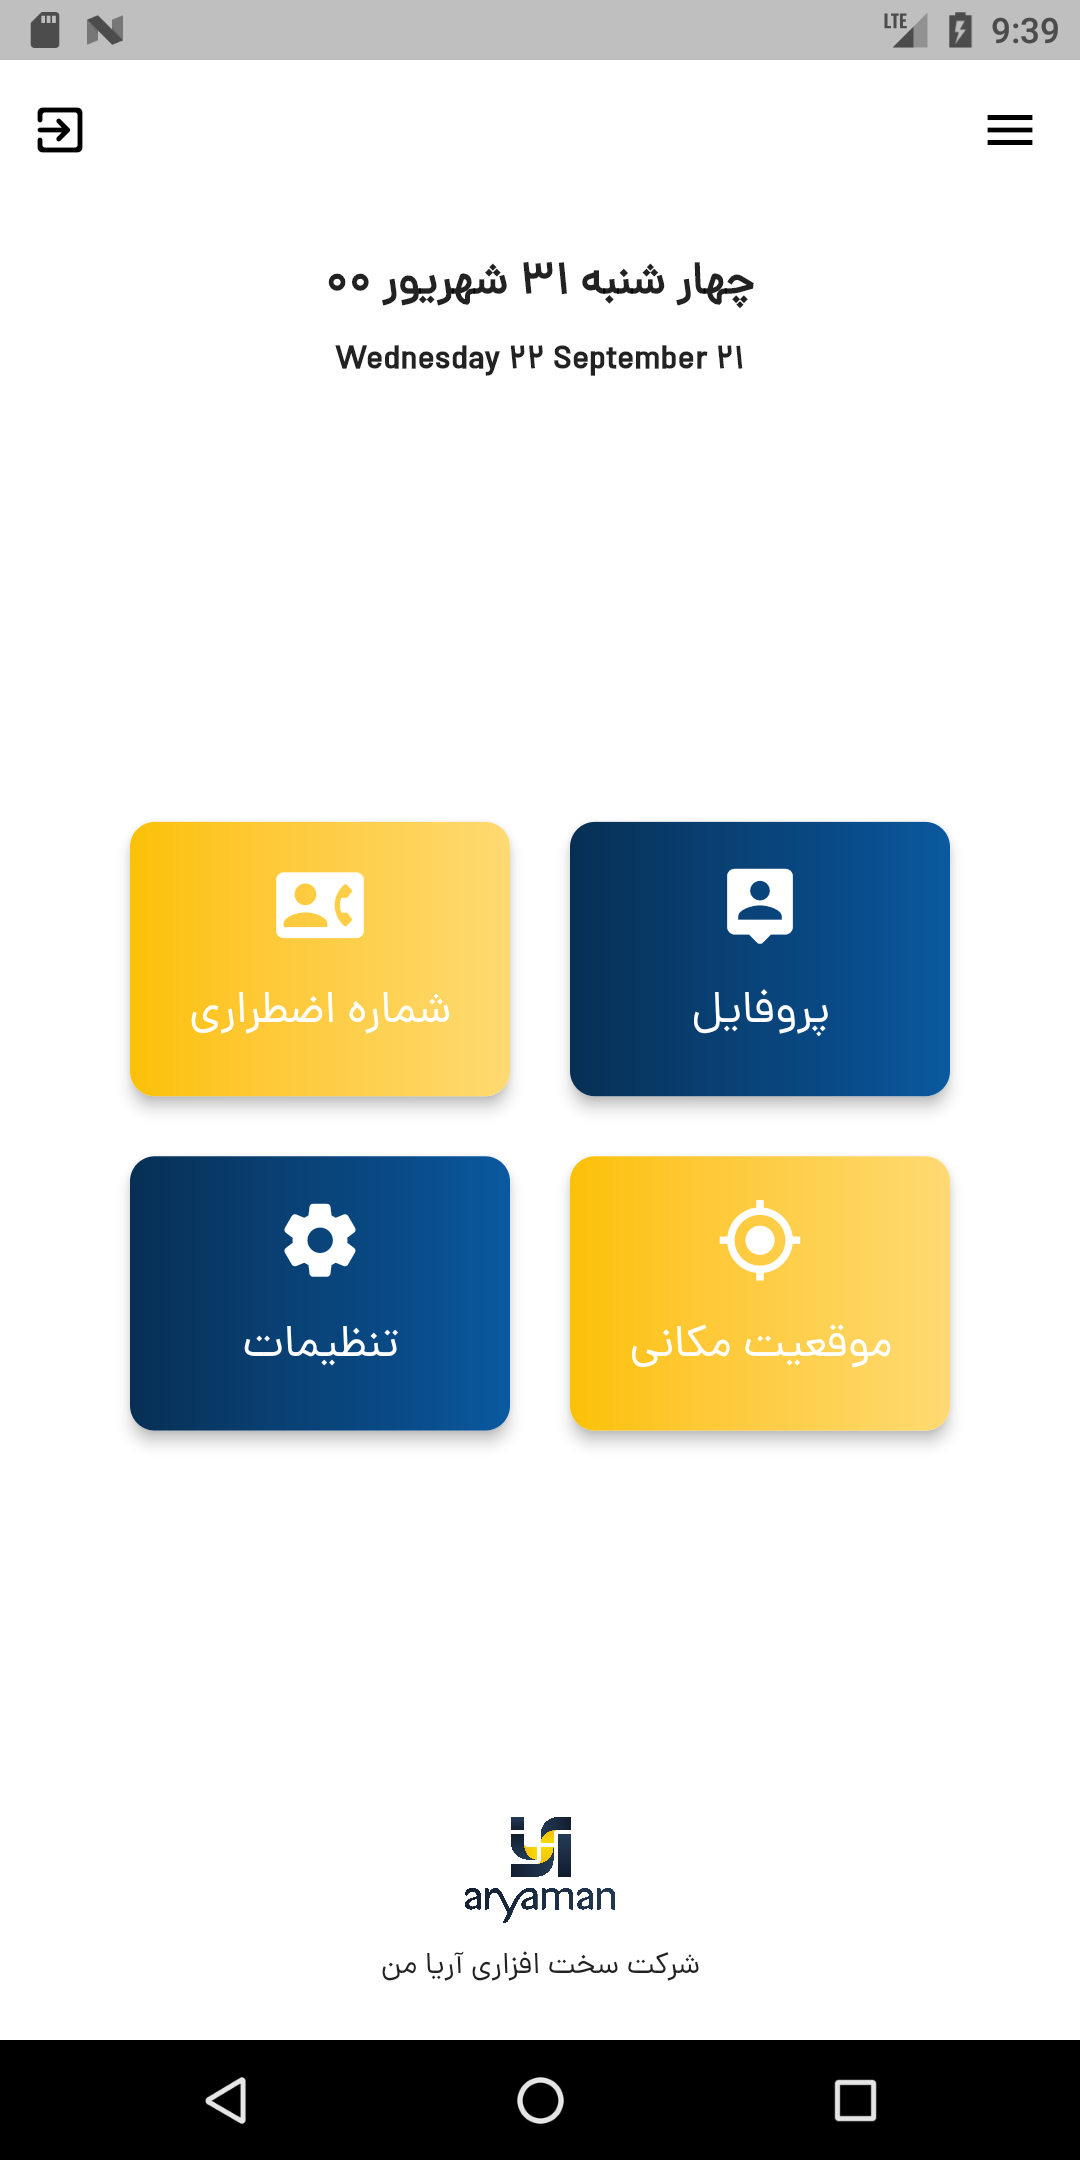 LTE 9:39
چهار شنبه ۳۱ شهریور ۰۰
Wednesday ۲۲ September ۲۱
پروفایل
شماره اضطراری
موقعیت مکانی
تنظیمات
aryaman
شرکت سخت افزاری آریا من